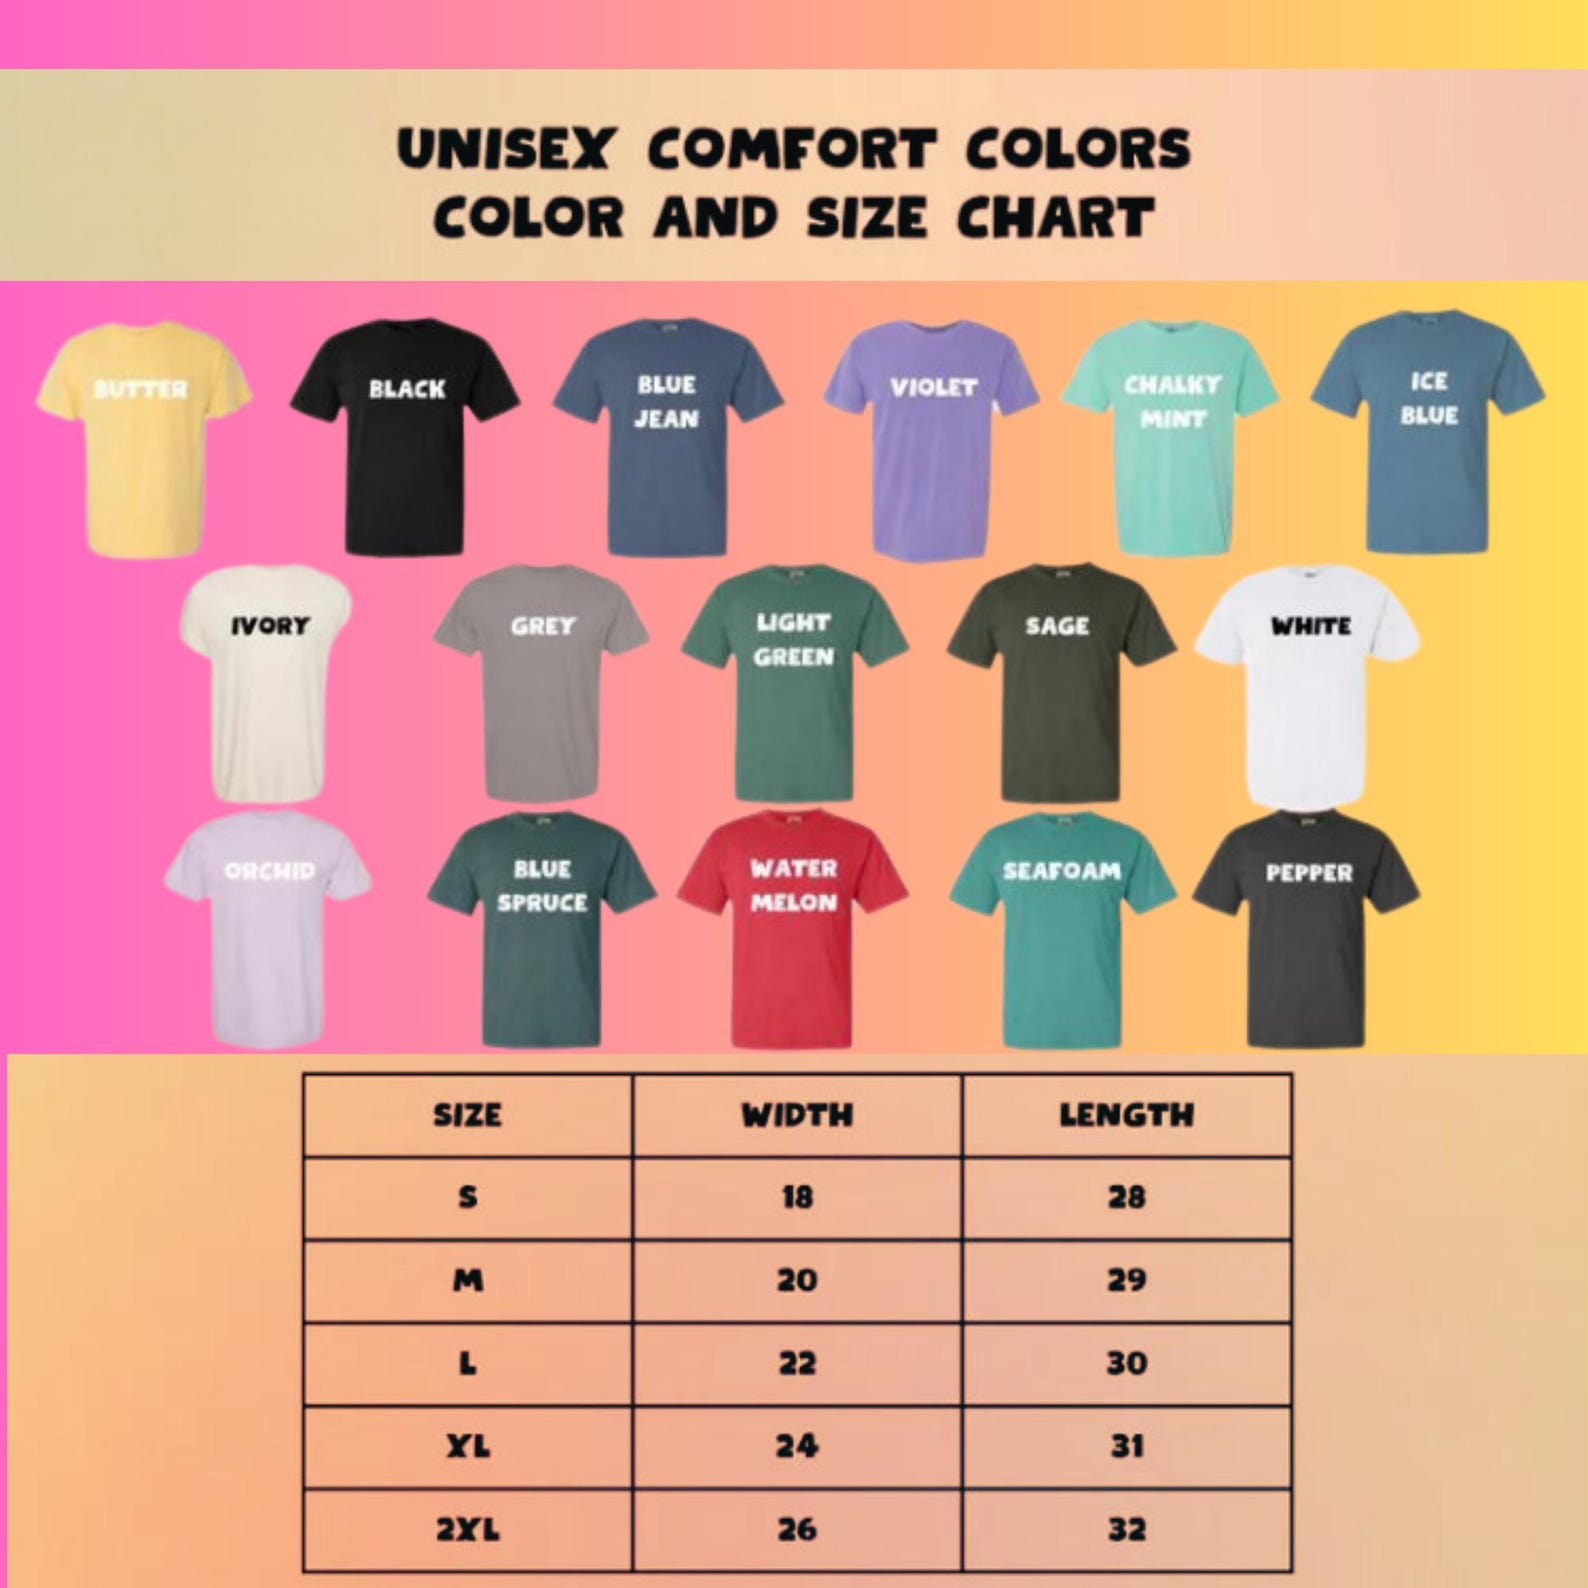 UNISEX COMFORT COLORS
COLOR AND SIZE CHART
BUTTER
BLACK
BLUE
JEAN
VIOLET
CHALKY
MINT
ICE
BLUE
IVORY
GREY
LIGHT
GREEN
SAGE
WHITE
ORCHID
BLUE
SPRUCE
WATER
MELON
SEAFOAM
PEPPER
SIZE WIDTH LENGTH
S 18 28
M 20 29
L 22 30
XL 24 31
2XL 26 32